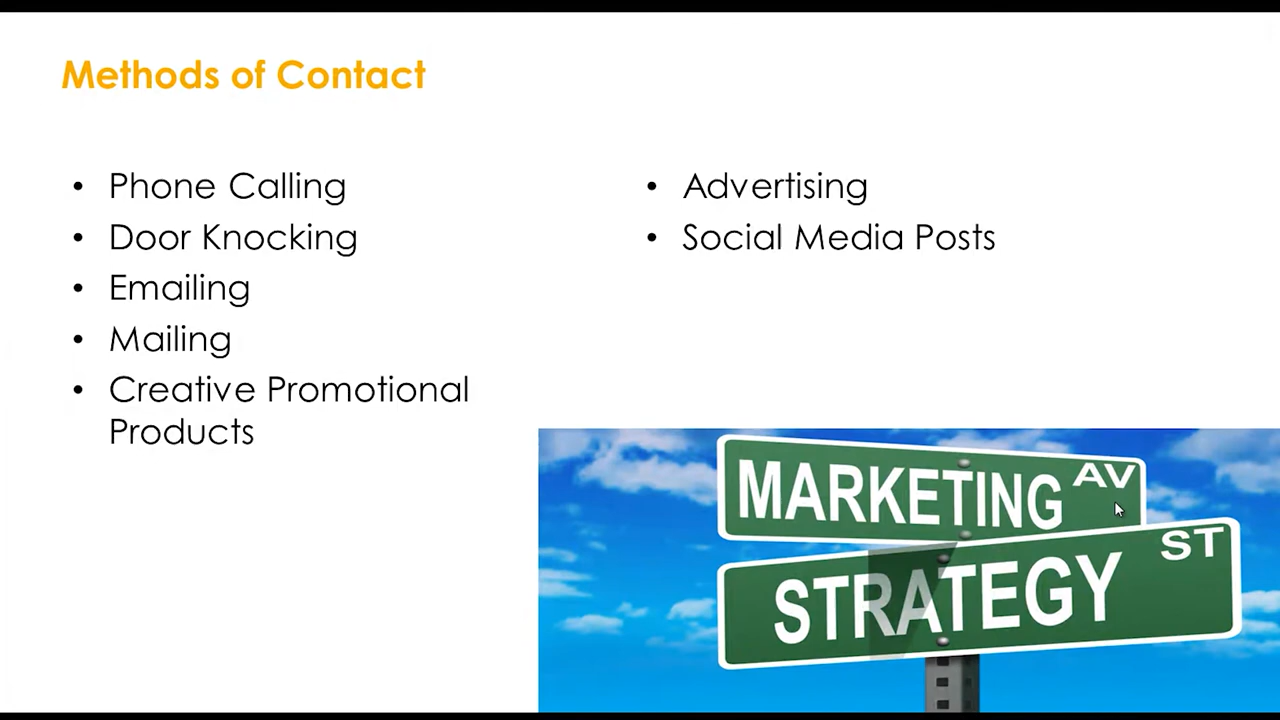 Methods of Contact
• Phone Calling
• Door Knocking
• Emailing
• Mailing
• Creative Promotional
Products
• Advertising
• Social Media Posts
MARKETING AV
STRATEGY ST